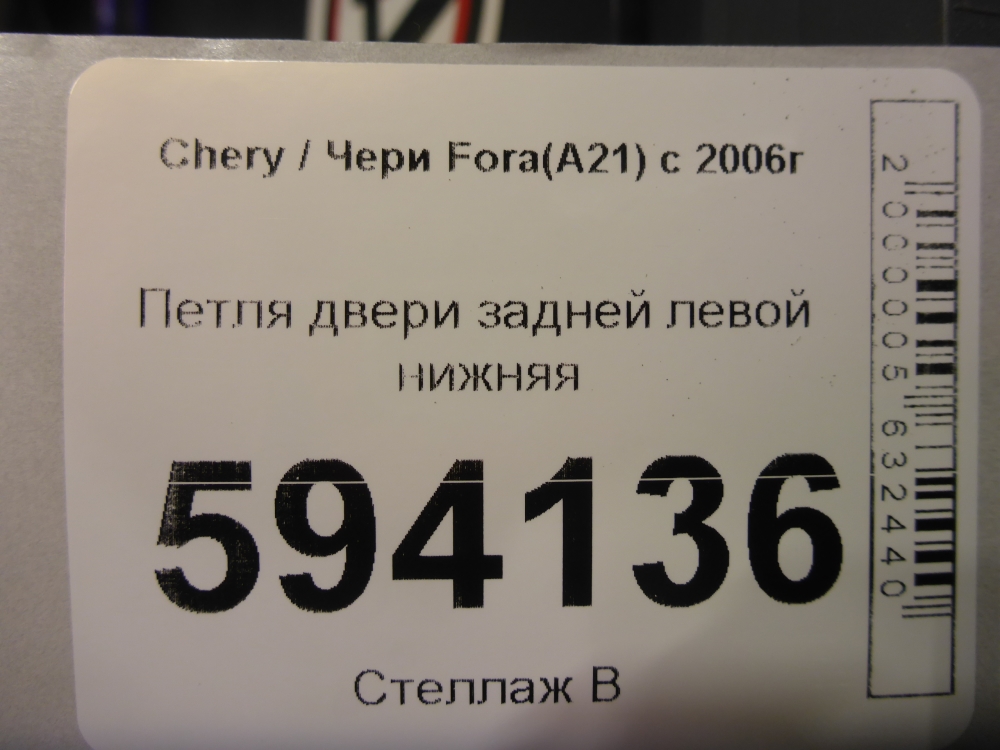 Chery / Чери Fora(A21) с 2006г
Петля двери задней левой
нижняя
594136
Стеллаж В
2000005632440